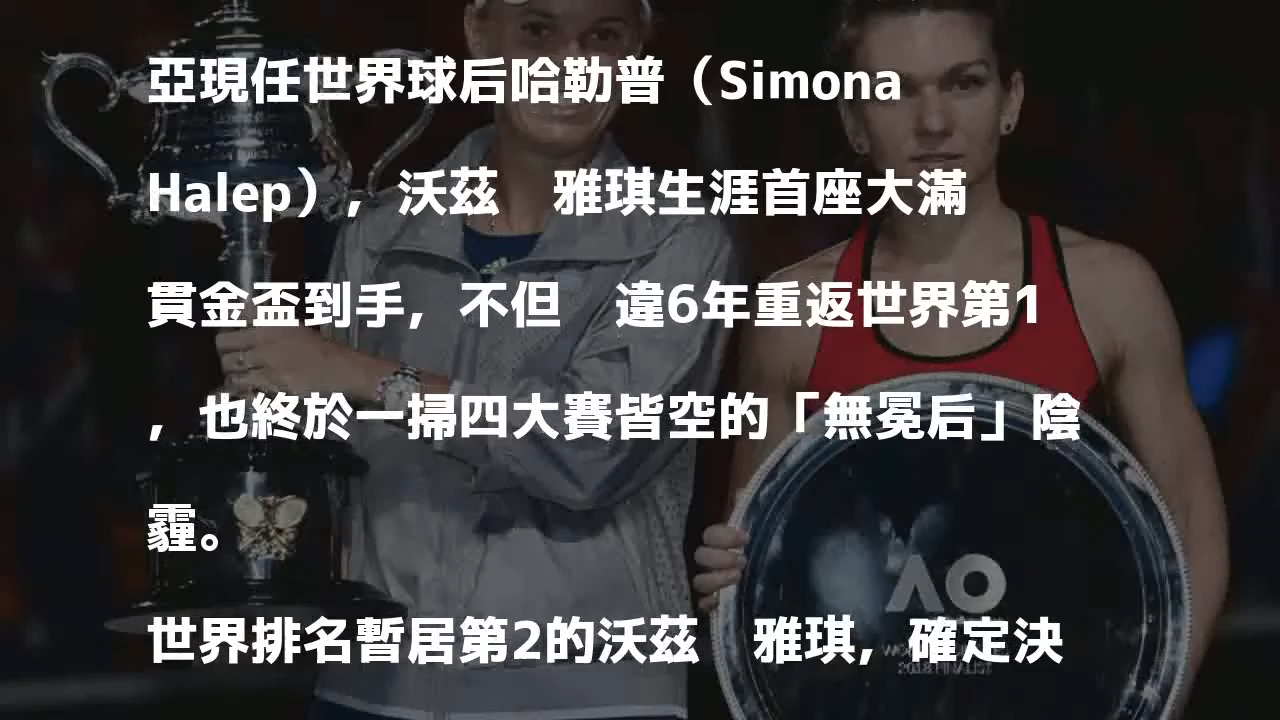 亞現任世界球后哈勒普（Simona
Halep），沃茲　雅琪生涯首座大滿
貫金盃到手，不但　違6年重返世界第1
，也終於一掃四大賽皆空的「無冕后」陰
霾。
世界排名暫居第2的沃茲　雅琪，確定決
AO
2018 FINALIST